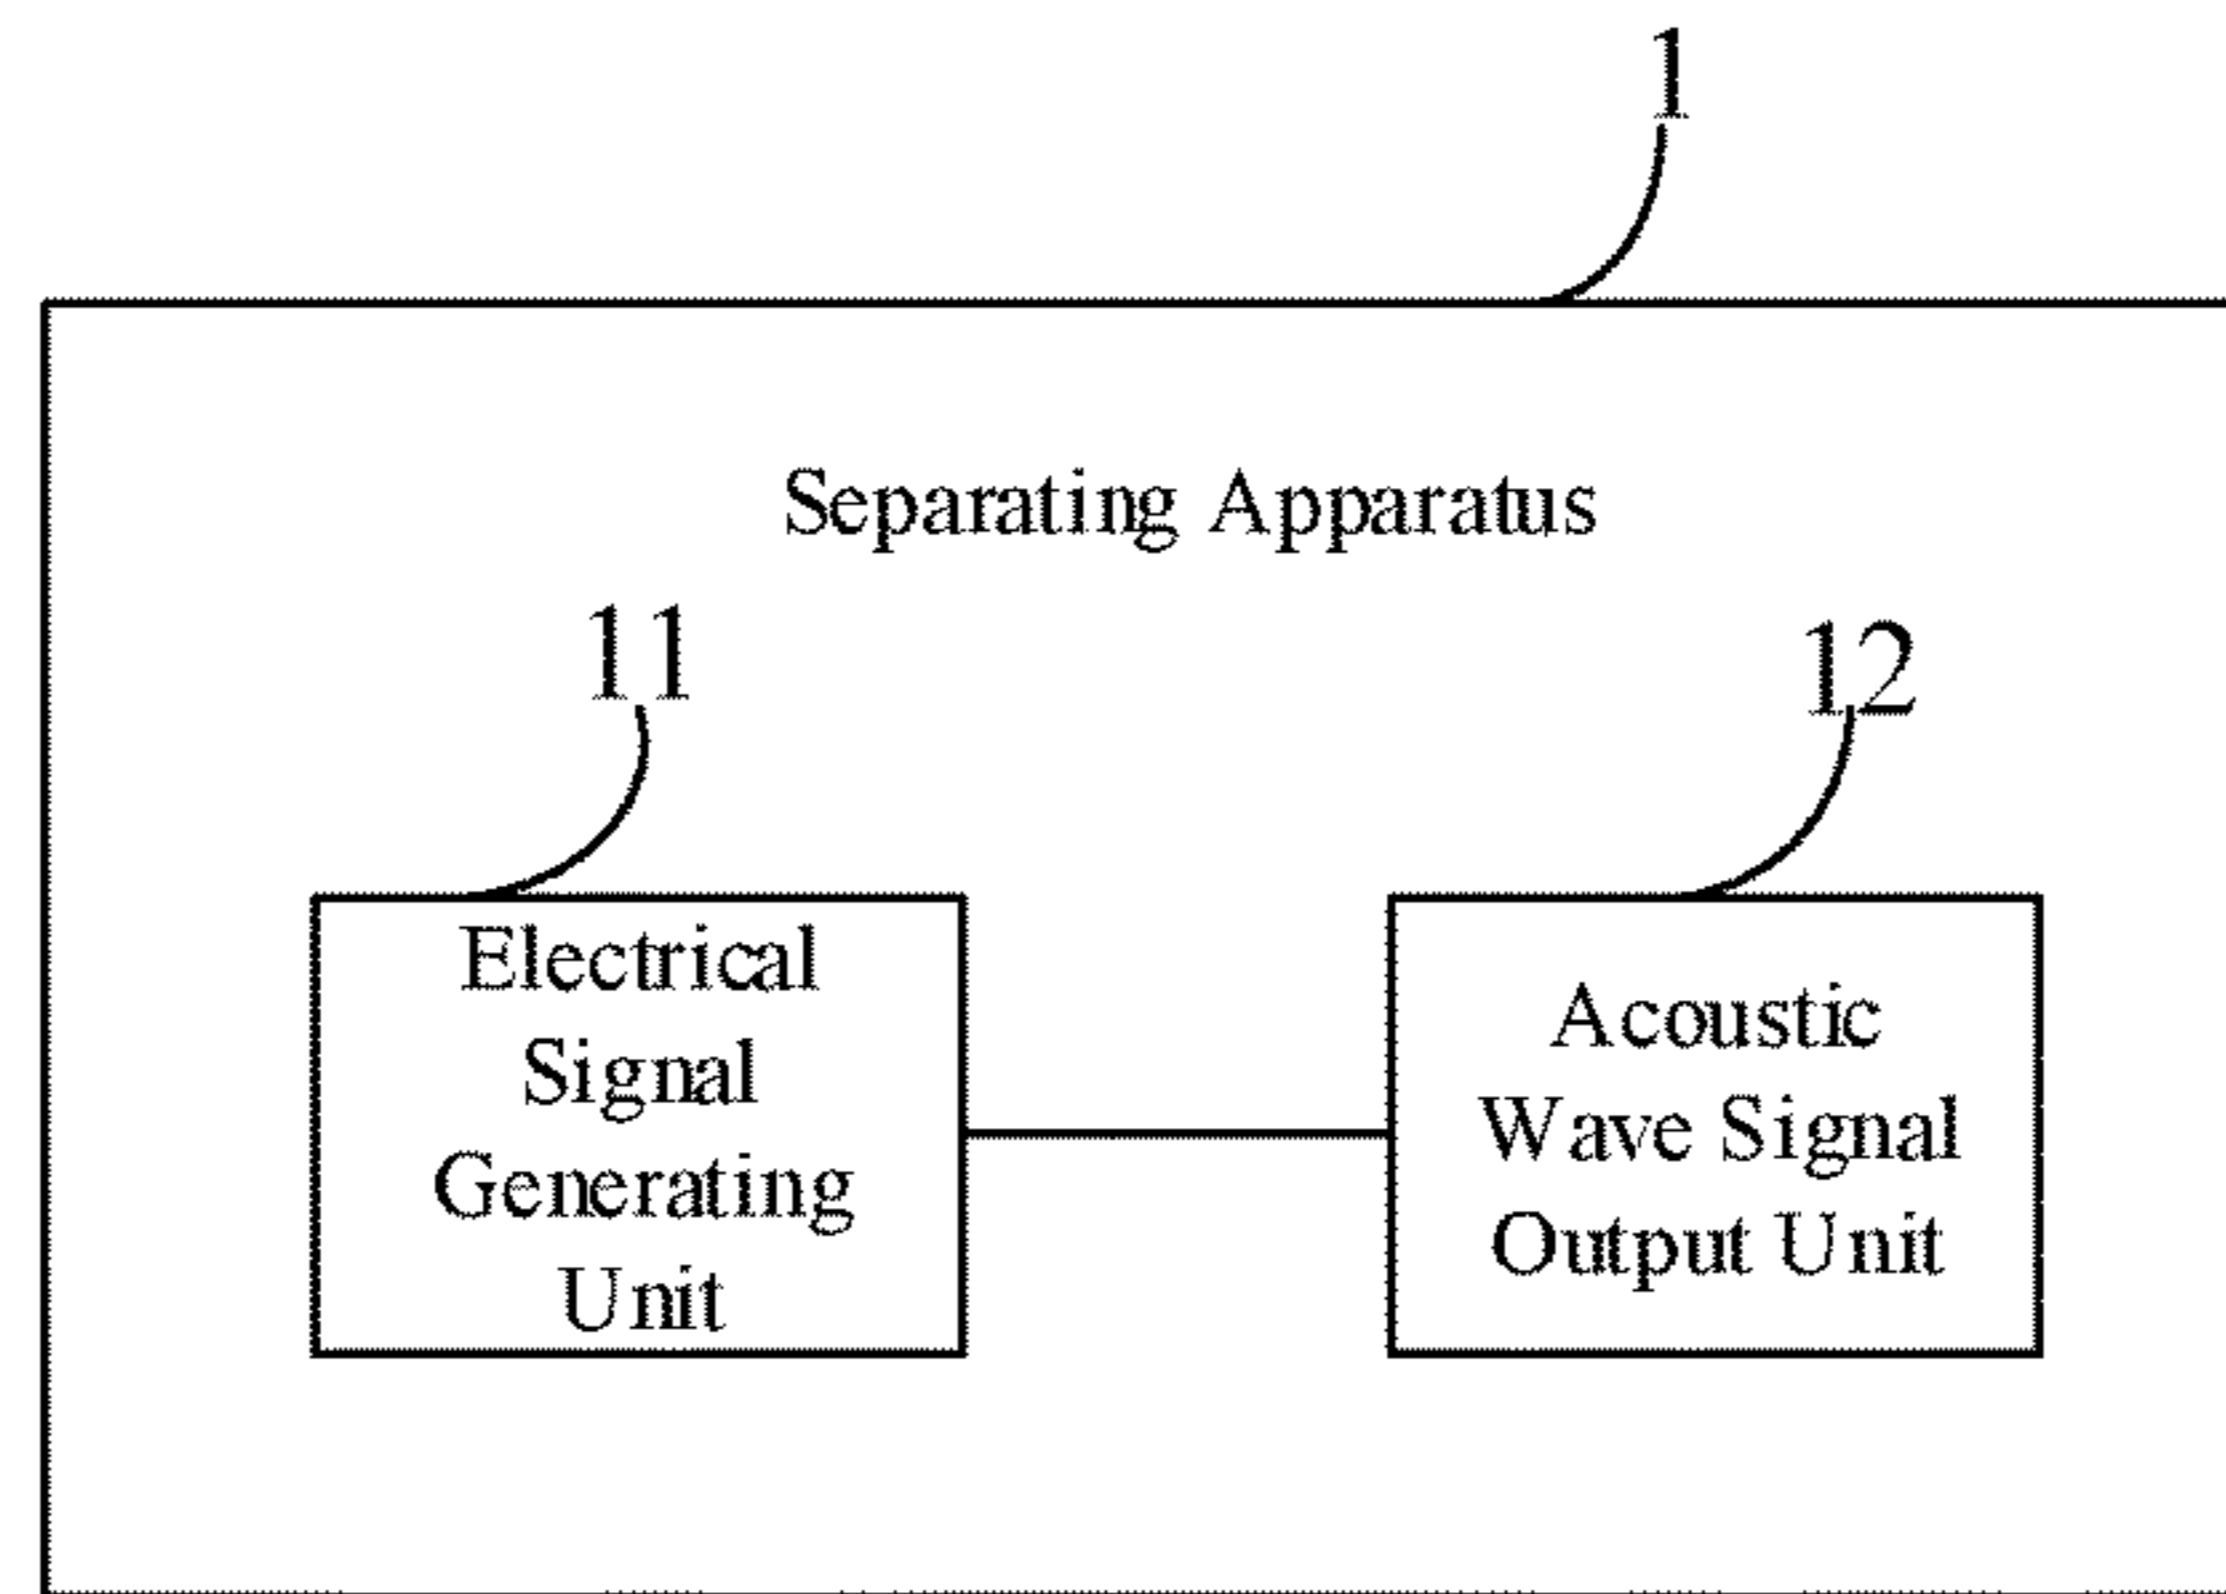 1
Separating Apparatus
11
12
Electrical
Signal
Generating
Unit
Acoustic
Wave Signal
Output Unit